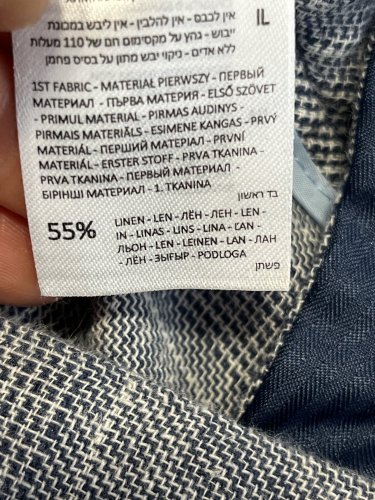 אין לכבס - אין להלבין - אין ליבש במכונת
IL
ייבוש - גהץ על מקסימום חם של 110 מעלות
ללא אדים - ניקוי יבש מתון על בסיס פחמן
1ST FABRIC - MATERIAŁ PIERWSZY - ПЕРВЫЙ
МАТЕРИАЛ - ПЪРВА МАТЕРИЯ - ELSŐ SZÖVET
- PRIMUL MATERIAL - PIRMAS AUDINYS -
PIRMAIS MATERIĀLS - ESIMENE KANGAS - PRVÝ
MATERIÁL - ПЕРШИЙ МАТЕРІАЛ - PRVNÍ
MATERIÁL - ERSTER STOFF - PRVA TKANINA -
PRVA TKANINA - ПЕРВЫЙ МАТЕРИАЛ -
БІРІНШІ МАТЕРИАЛ - 1. TKANINA
בד ראשון
55%
LINEN - LEN - ЛЁН - ЛЕН - LEN -
IN - LINAS - LINS - LINA - ĽAN -
ЛЬОН - LEN - LEINEN - LAN - ЛАН
- ЛЁН - ЗЫҒЫР - PODLOGA
פשתן